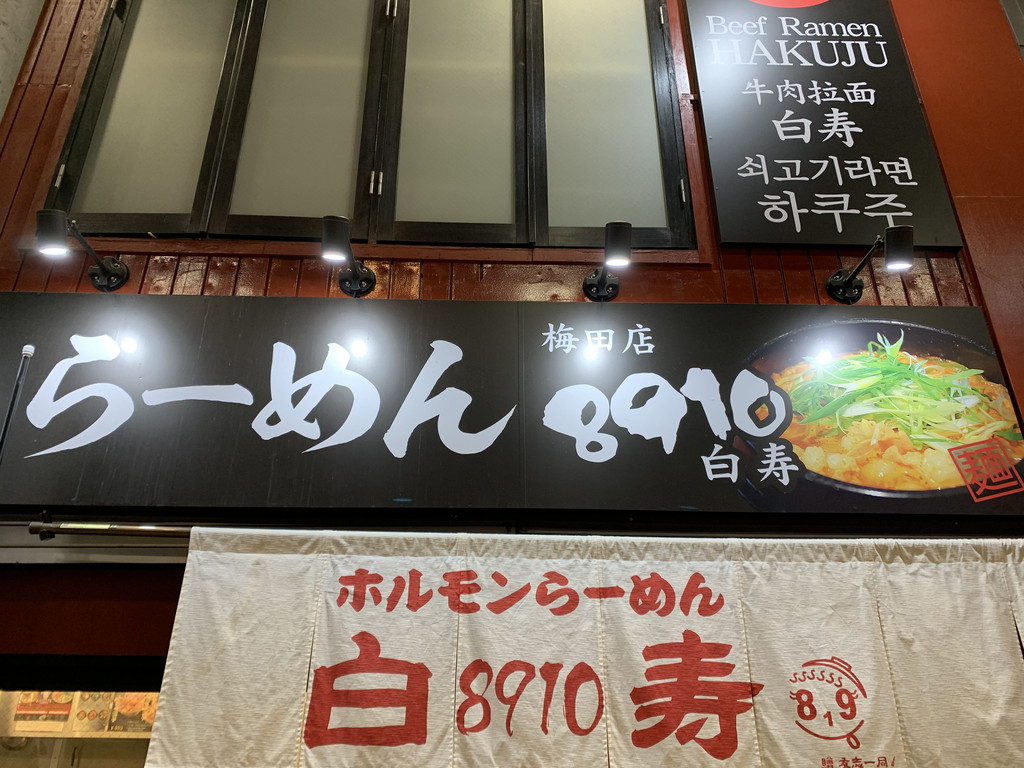 Beef Ramen
HAKUJU
牛肉拉面
白寿
쇠고기라면
하쿠주
らーめん
梅田店
8910
白寿
麺
ホルモンらーめん
白 8910 寿
SSSSSS
819